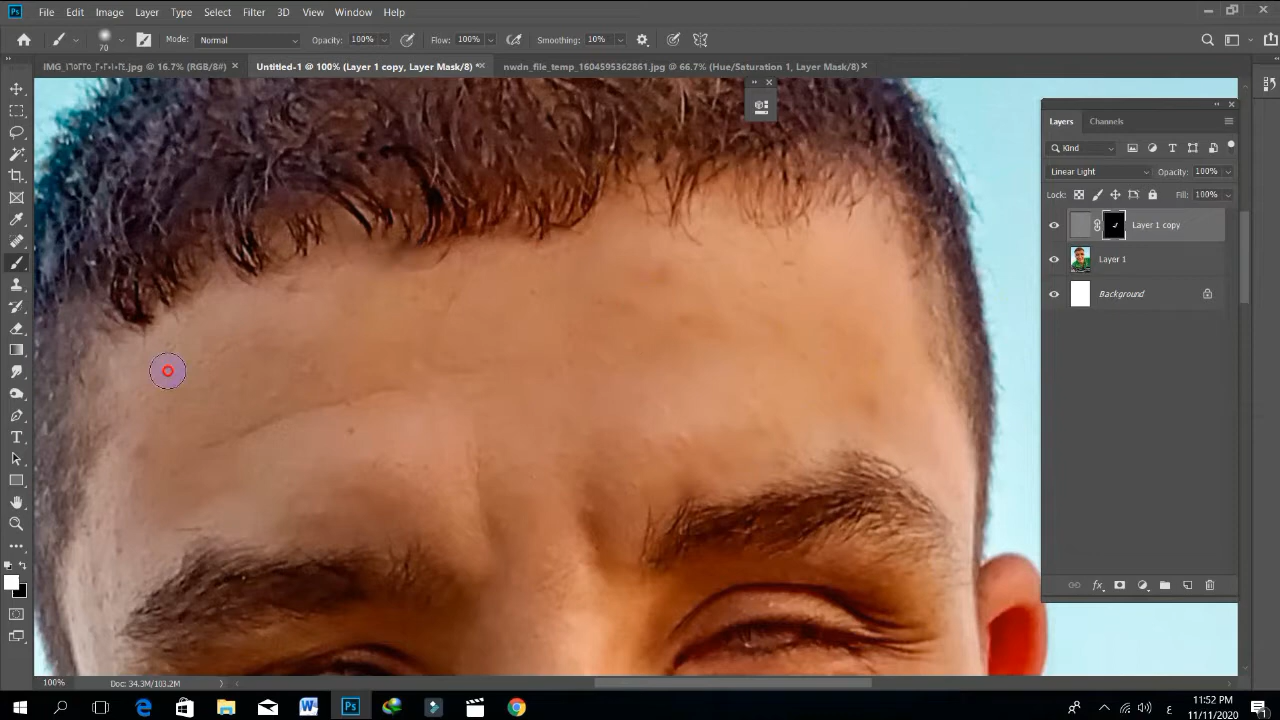 File Edit Image Layer Type Select Filter 3D View Window Help
70 Mode: Normal Opacity: 100% Flow: 100% Smoothing: 10%
Untitled-1 @ 100% (Layer 1 copy, Layer Mask/8) *
nwdn_file_temp_1604595362861.jpg @ 66.7% (Hue/Saturation 1, Layer Mask/8)
Layers Channels
Kind
Linear Light Opacity: 100%
Lock: Fill: 100%
Layer 1 copy
Layer 1
Background
fx
100% Doc: 34.3M/103.2M
11:52 PM
11/11/2020
ع